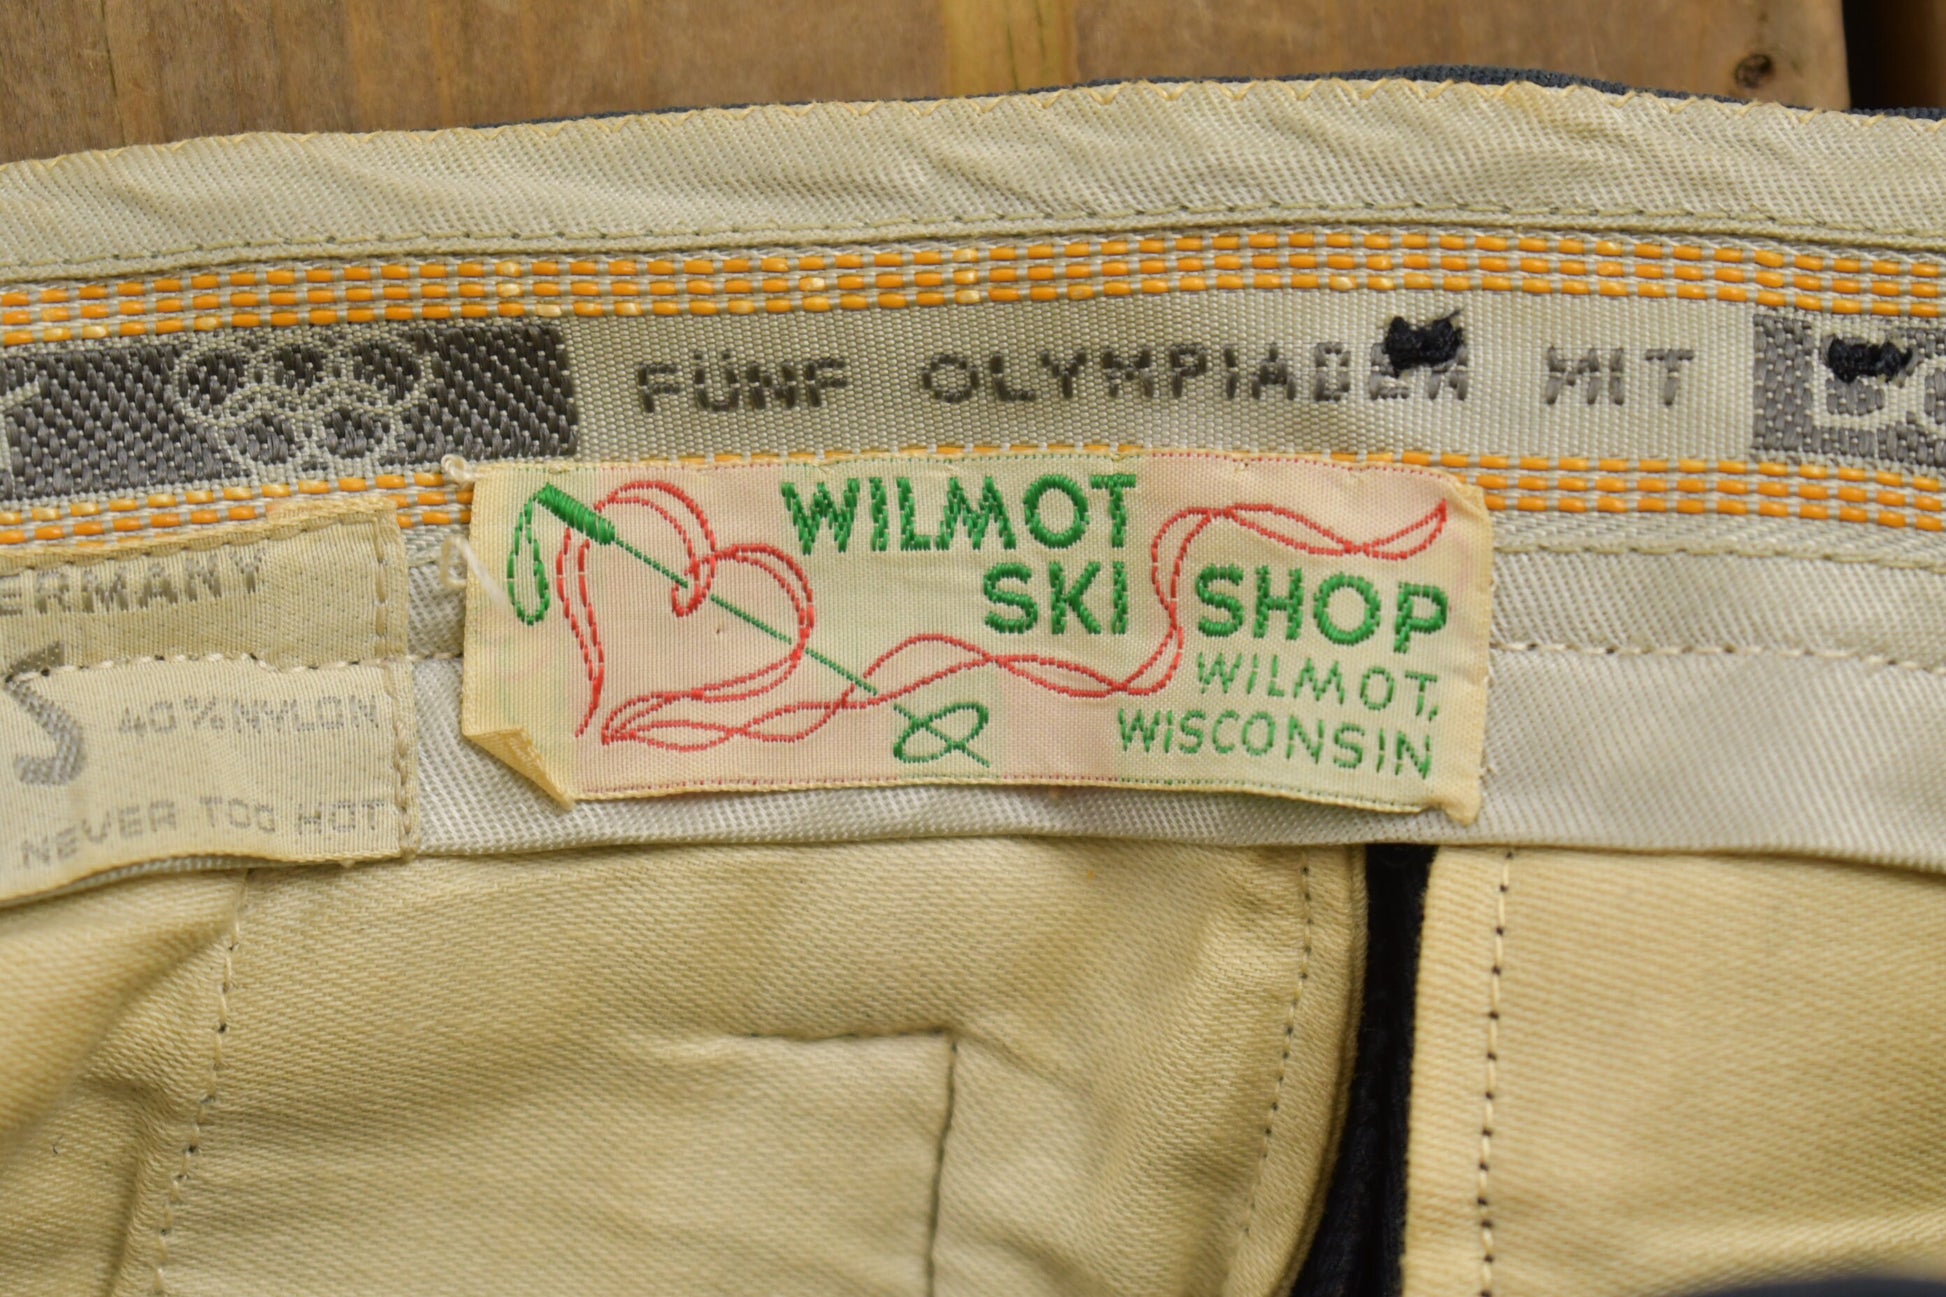 FÜNF OLYMPIADEN MIT
WILMOT
SKI SHOP
WILMOT,
WISCONSIN
40% NYLON
NEVER TOO HOT